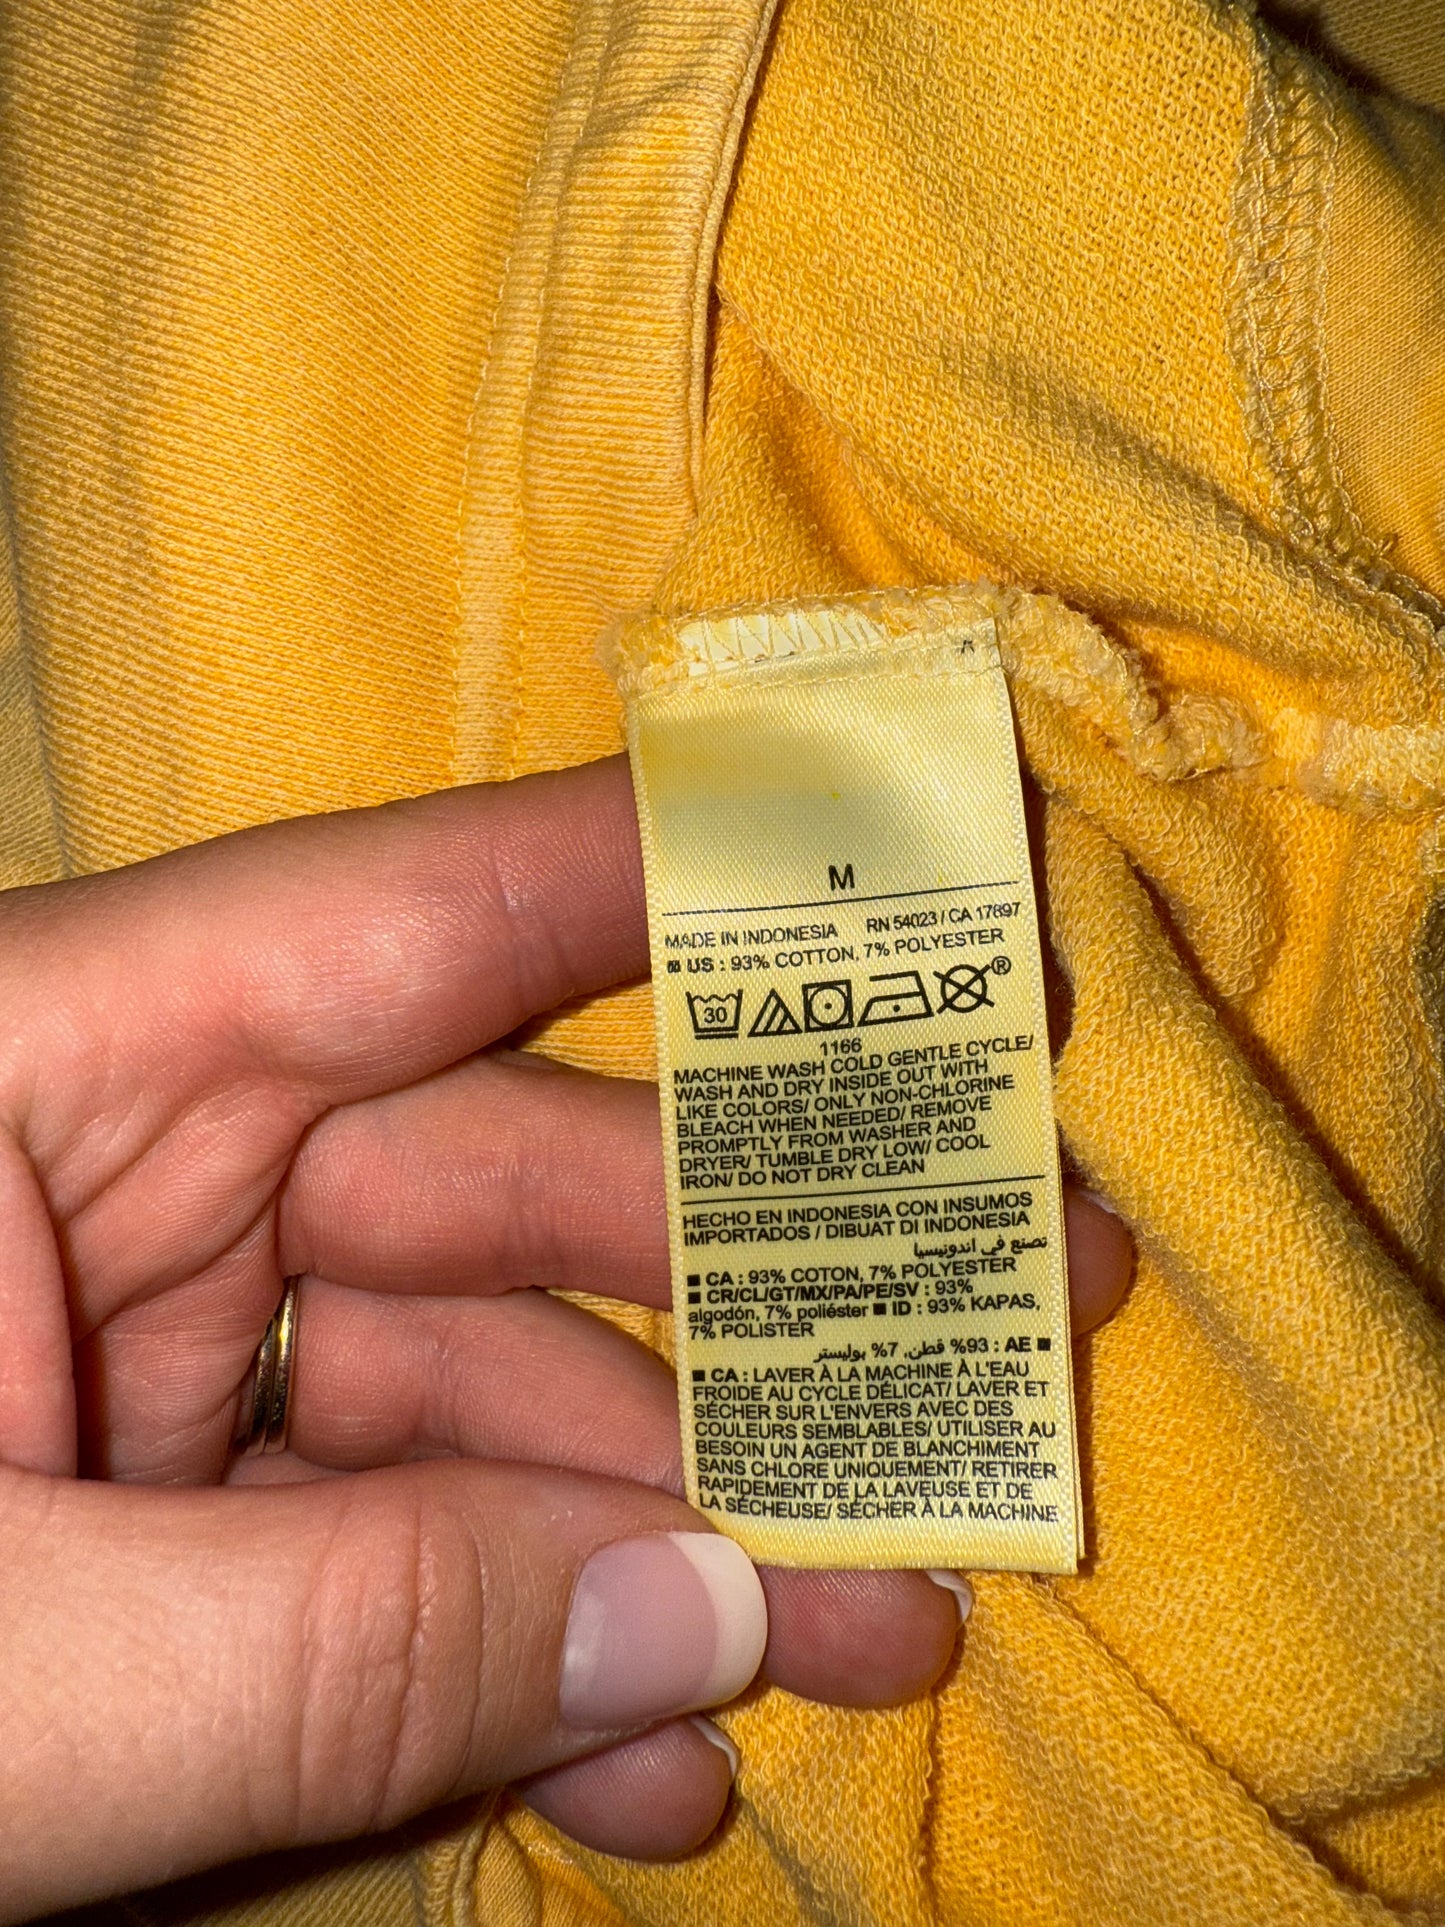 M
MADE IN INDONESIA RN 54023 / CA 17897
■ US : 93% COTTON, 7% POLYESTER
30 ®
1166
MACHINE WASH COLD GENTLE CYCLE/
WASH AND DRY INSIDE OUT WITH
LIKE COLORS/ ONLY NON-CHLORINE
BLEACH WHEN NEEDED/ REMOVE
PROMPTLY FROM WASHER AND
DRYER/ TUMBLE DRY LOW/ COOL
IRON/ DO NOT DRY CLEAN
HECHO EN INDONESIA CON INSUMOS
IMPORTADOS / DIBUAT DI INDONESIA
تصنع في اندونيسيا
■ CA : 93% COTON, 7% POLYESTER
■ CR/CL/GT/MX/PA/PE/SV : 93%
algodón, 7% poliéster ■ ID : 93% KAPAS,
7% POLISTER
■ AE : 93% قطن, 7% بوليستر
■ CA : LAVER À LA MACHINE À L'EAU
FROIDE AU CYCLE DÉLICAT/ LAVER ET
SÉCHER SUR L'ENVERS AVEC DES
COULEURS SEMBLABLES/ UTILISER AU
BESOIN UN AGENT DE BLANCHIMENT
SANS CHLORE UNIQUEMENT/ RETIRER
RAPIDEMENT DE LA LAVEUSE ET DE
LA SÉCHEUSE/ SÉCHER À LA MACHINE